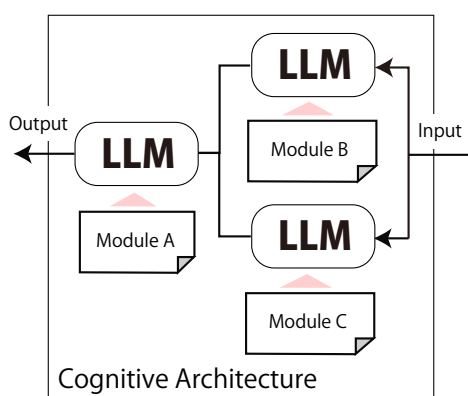 LLM
Output
Input
LLM
Module B
Module A
LLM
Module C
Cognitive Architecture